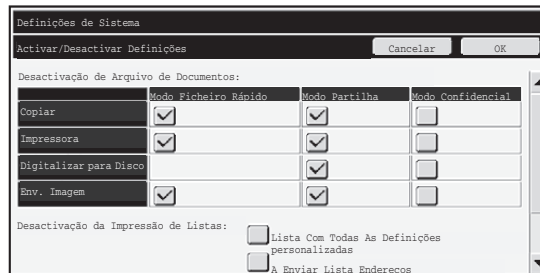 Definições de Sistema
Activar/Desactivar Definições
Cancelar
OK
Desactivação de Arquivo de Documentos:
Modo Ficheiro Rápido
Modo Partilha
Modo Confidencial
Copiar
Impressora
Digitalizar para Disco
Env. Imagem
Desactivação da Impressão de Listas:
Lista Com Todas As Definições
personalizadas
A Enviar Lista Endereços